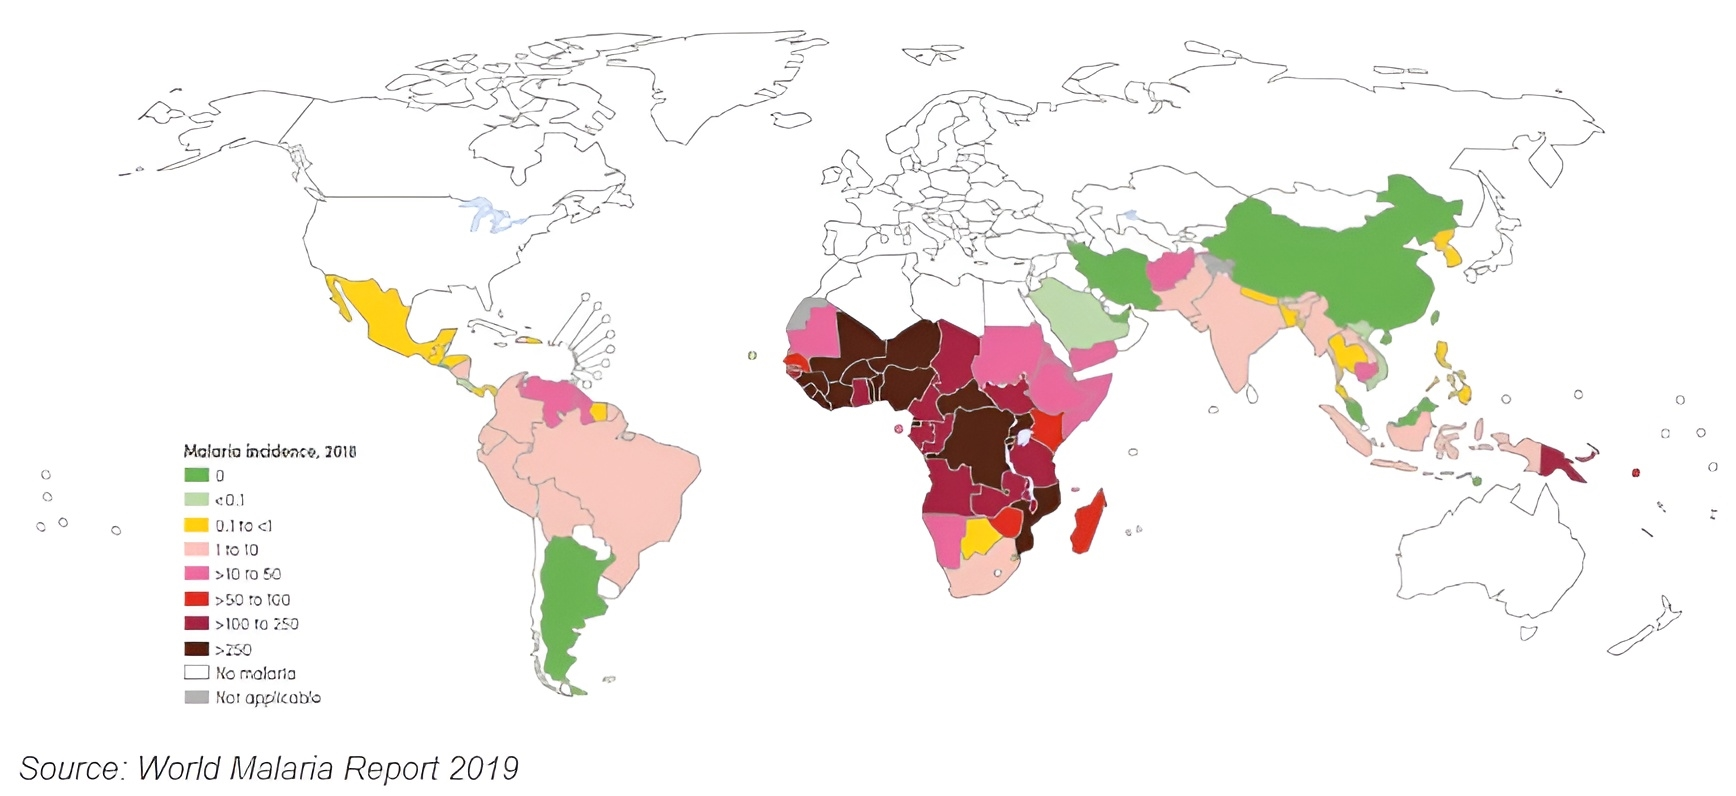 Malaria incidence, 2018
0
<0.1
0.1 to <1
1 to 10
>10 to 50
>50 to 100
>100 to 250
>250
No malaria
Not applicable
Source: World Malaria Report 2019